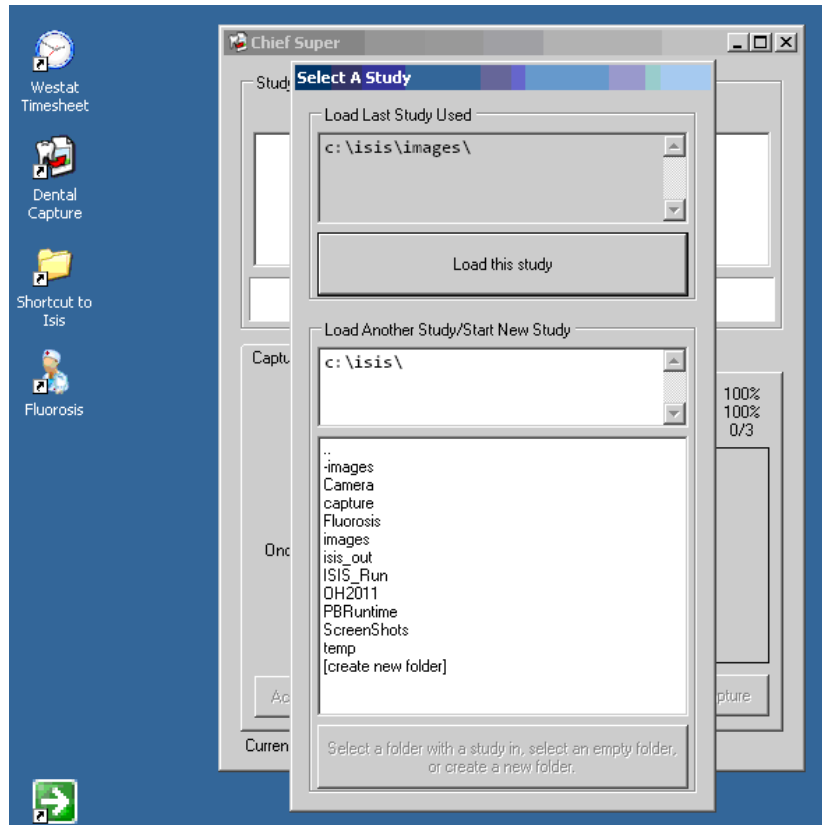 Westat
Timesheet
Dental
Capture
Shortcut to
Isis
Fluorosis
Chief Super
Select A Study
Load Last Study Used
c:\isis\images\
Load this study
Load Another Study/Start New Study
c:\isis\
..
-images
Camera
capture
Fluorosis
images
isis_out
ISIS_Run
OH2011
PBRuntime
ScreenShots
temp
[create new folder]
Select a folder with a study in, select an empty folder,
or create a new folder.
100%
100%
0/3